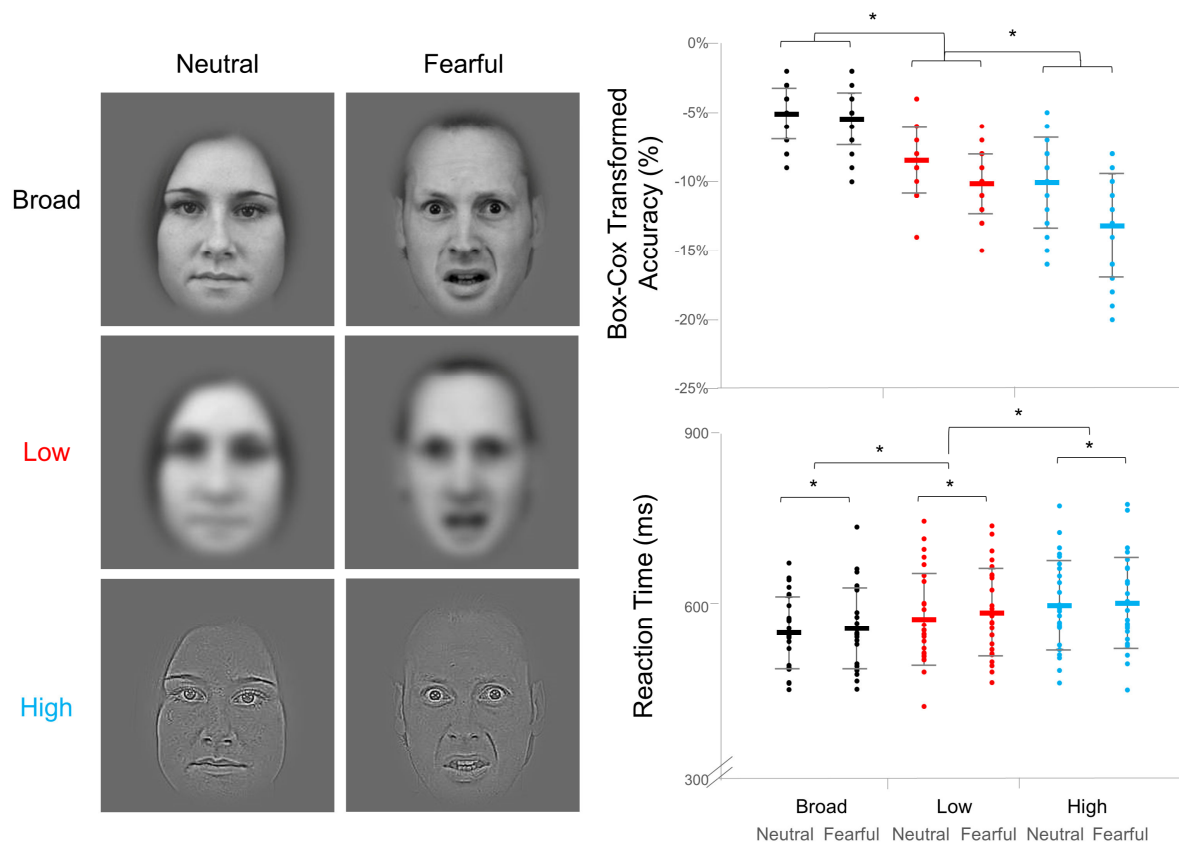 Neutral
Fearful
Broad
Low
High
Box-Cox Transformed
Accuracy (%)
0%
-5%
-10%
-15%
-20%
-25%
*
*
Reaction Time (ms)
900
600
300
*
*
*
*
*
Broad
Low
High
Neutral Fearful Neutral Fearful Neutral Fearful